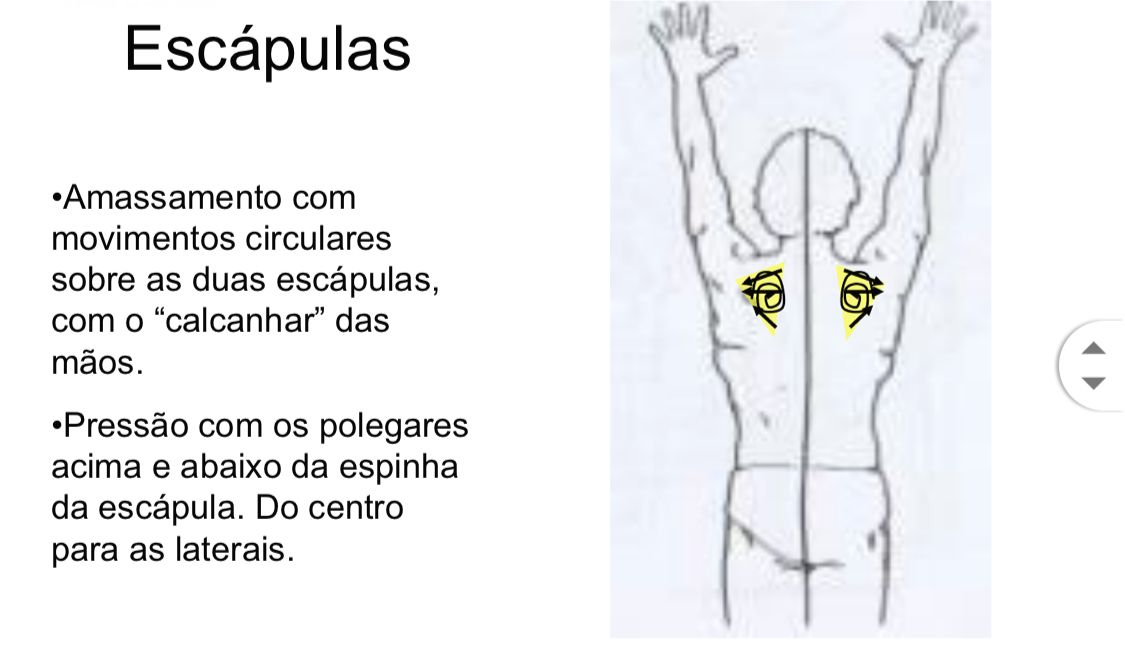 Escápulas
•Amassamento com
movimentos circulares
sobre as duas escápulas,
com o “calcanhar” das
mãos.
•Pressão com os polegares
acima e abaixo da espinha
da escápula. Do centro
para as laterais.